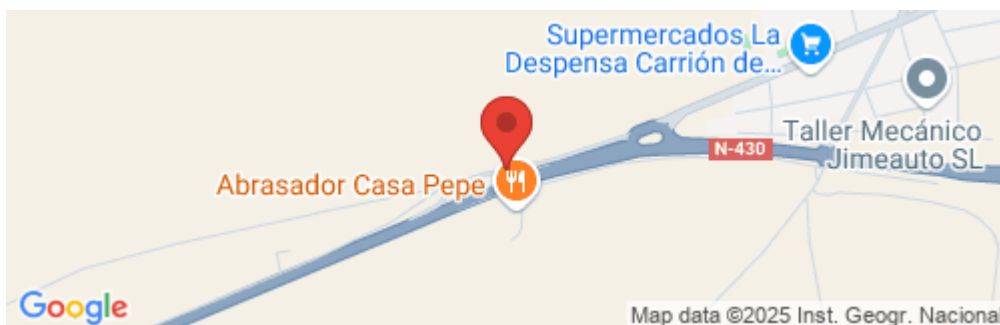 Supermercados La
Despensa Carrión de...
N-430
Taller Mecánico
Jimeauto SL
Abrasador Casa Pepe
Google
Map data ©2025 Inst. Geogr. Nacional